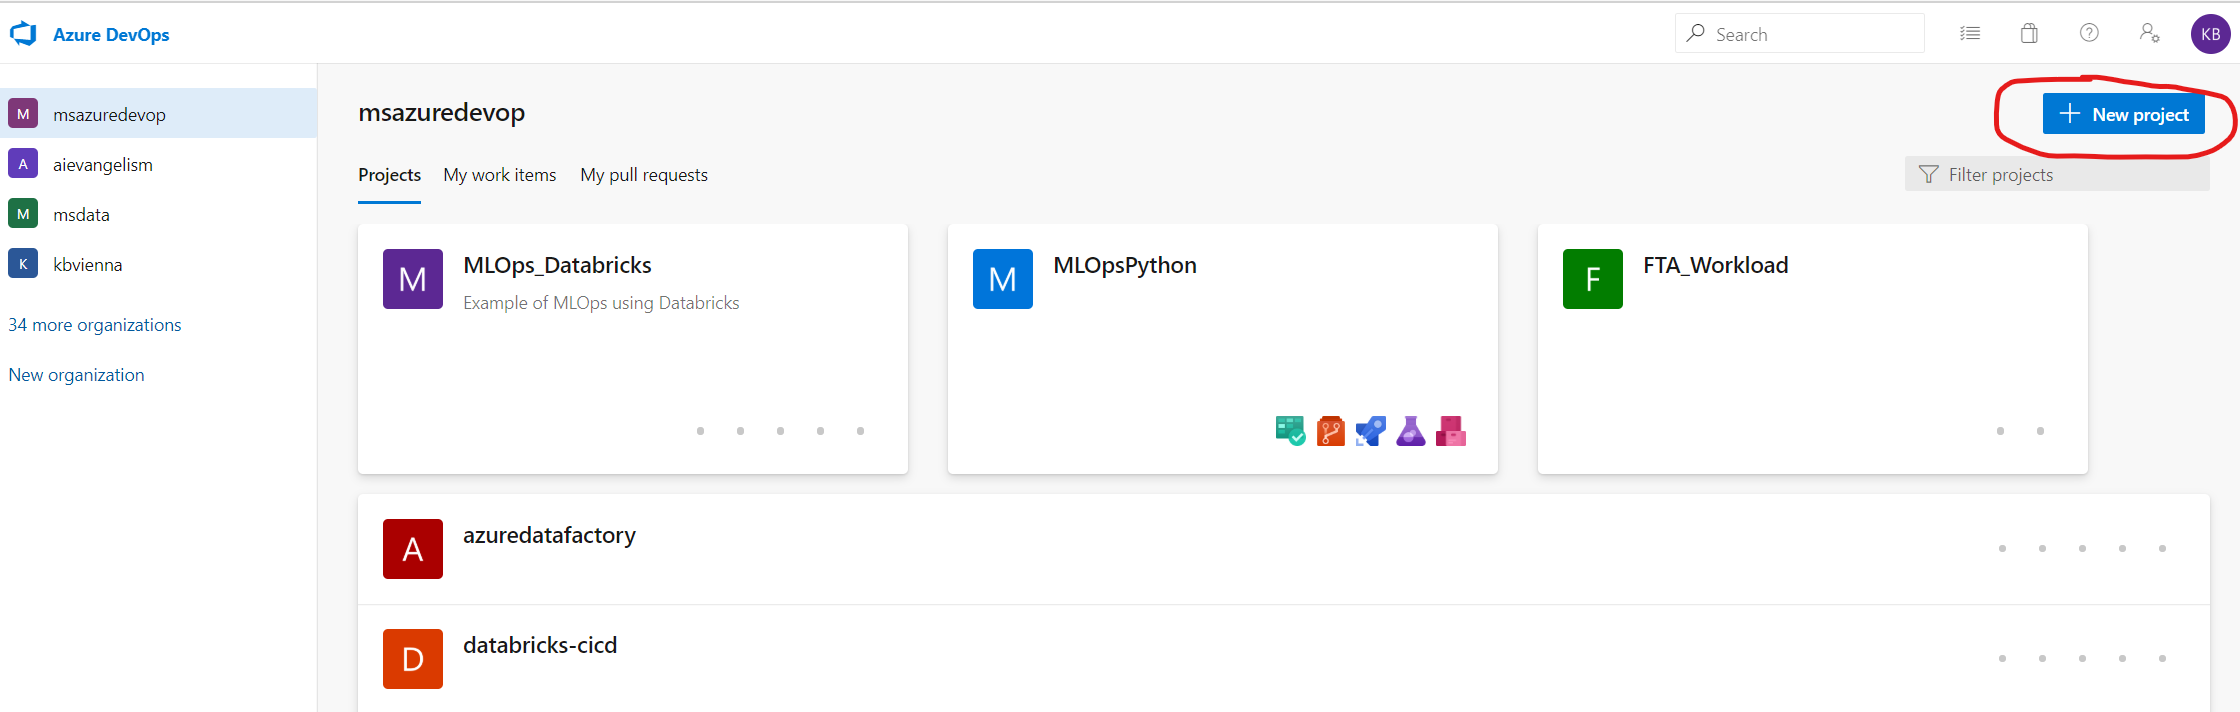 Azure DevOps
Search
KB
M msazuredevop
A aievangelism
M msdata
K kbvienna
34 more organizations
New organization
msazuredevop
+ New project
Projects My work items My pull requests
Filter projects
M MLOps_Databricks
Example of MLOps using Databricks
M MLOpsPython
F FTA_Workload
A azuredatafactory
D databricks-cicd